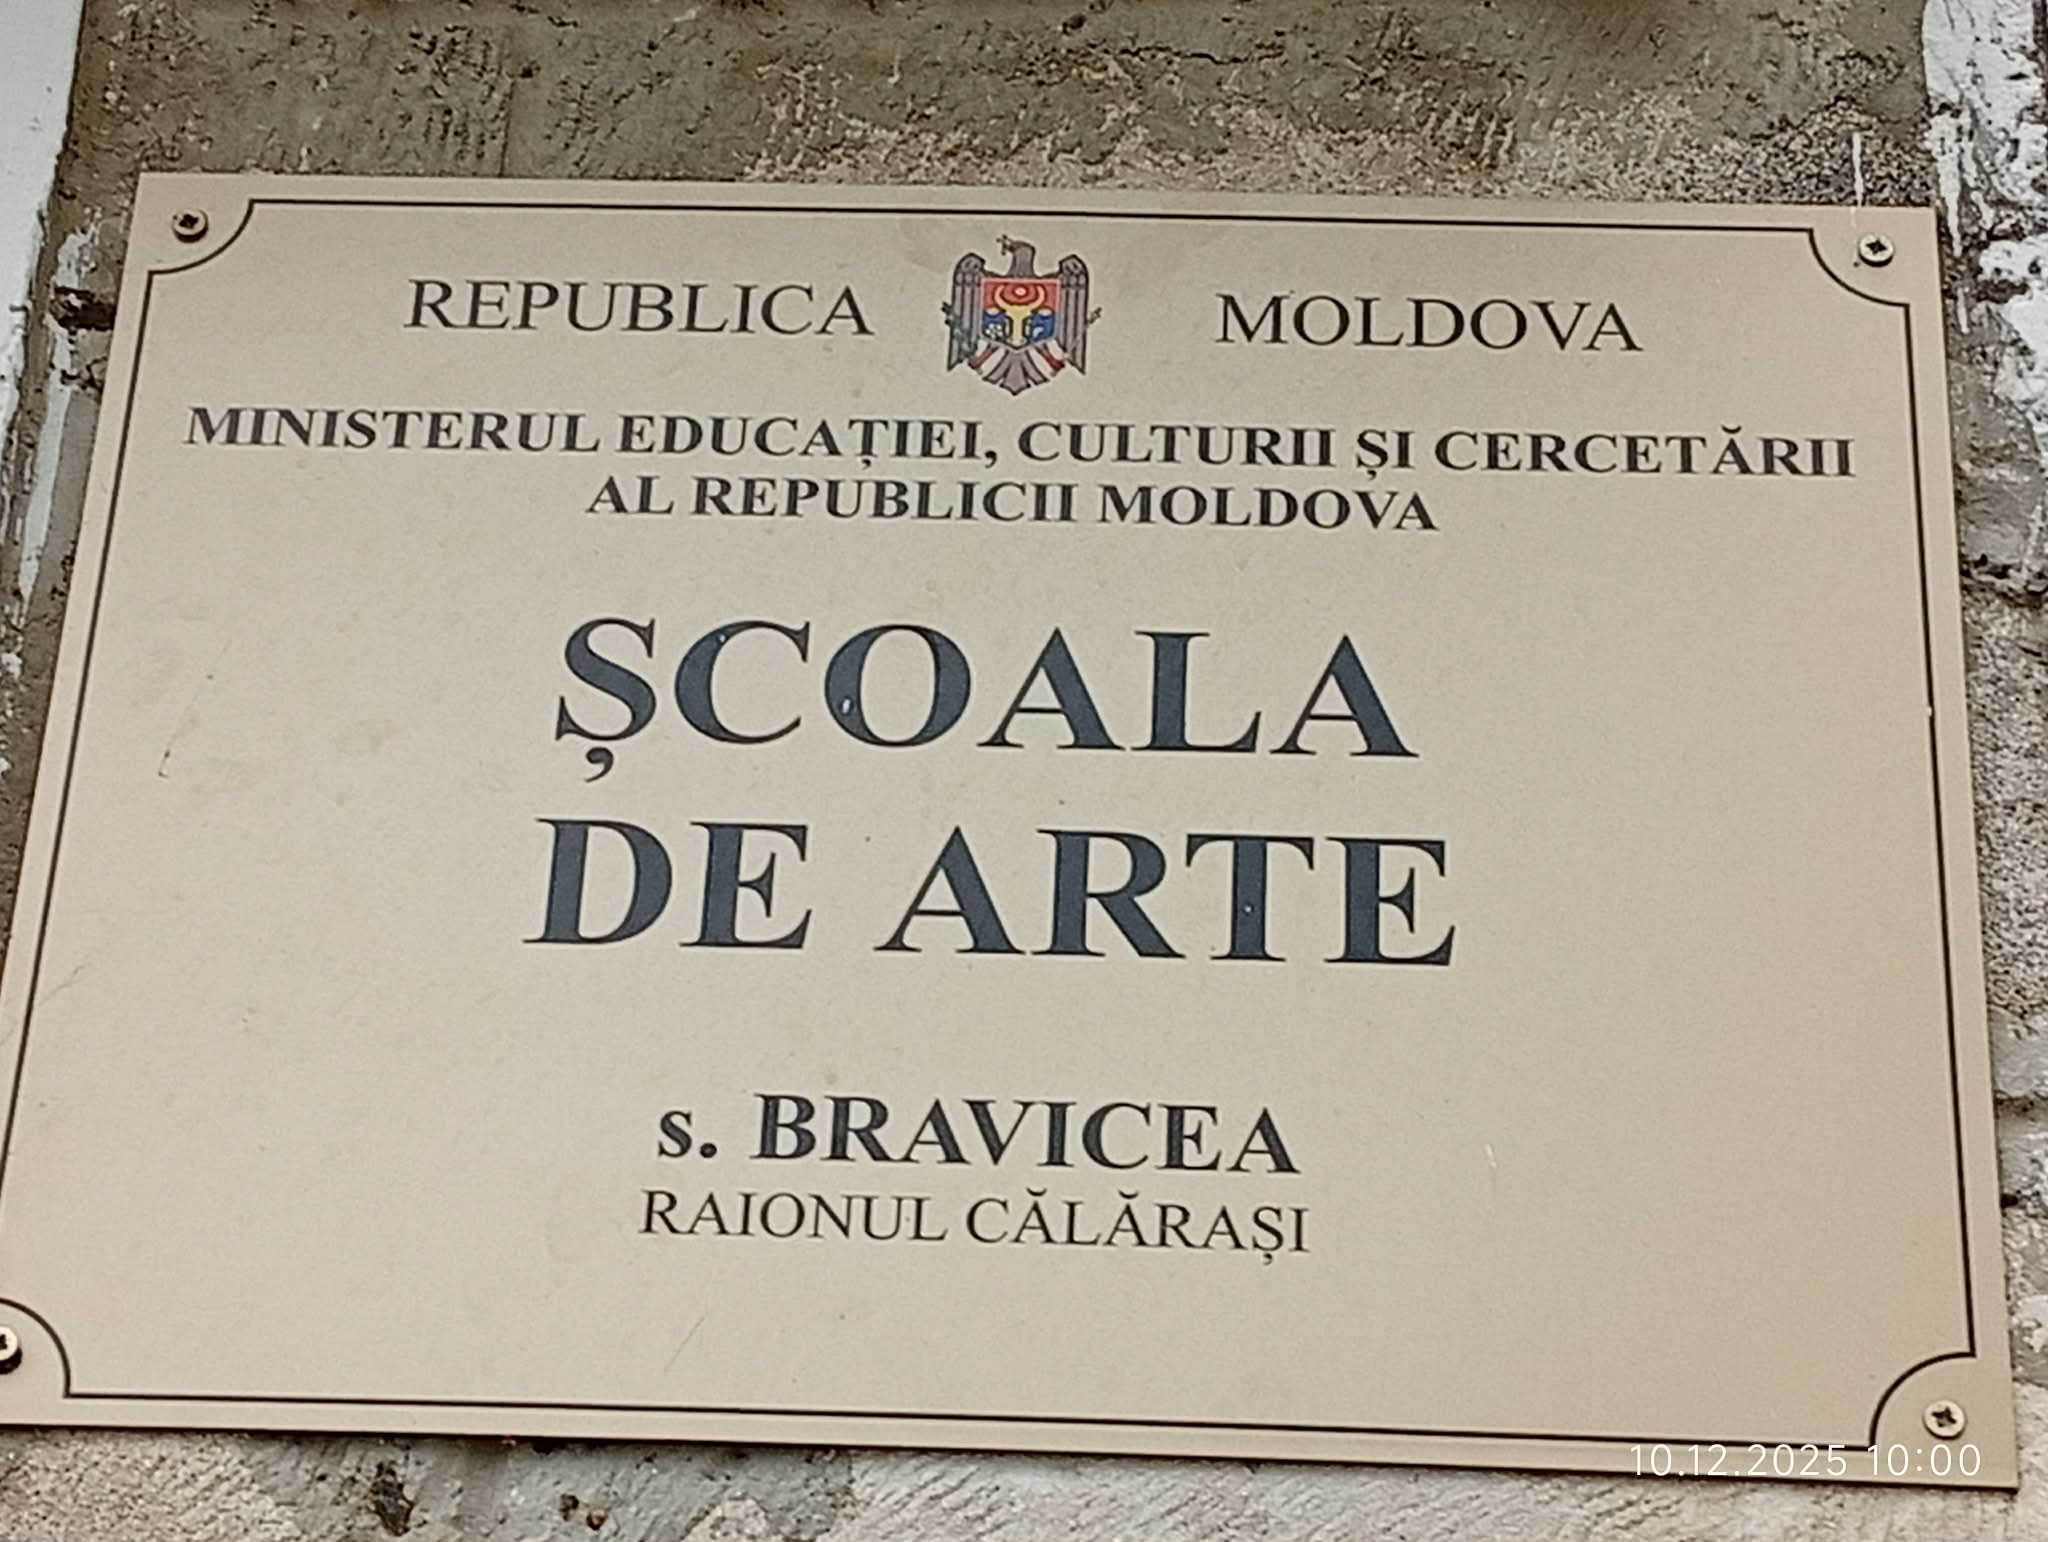 REPUBLICA MOLDOVA
MINISTERUL EDUCAȚIEI, CULTURII ȘI CERCETĂRII
AL REPUBLICII MOLDOVA
ȘCOALA
DE ARTE
s. BRAVICEA
RAIONUL CĂLĂRAȘI
10.12.2025 10:00